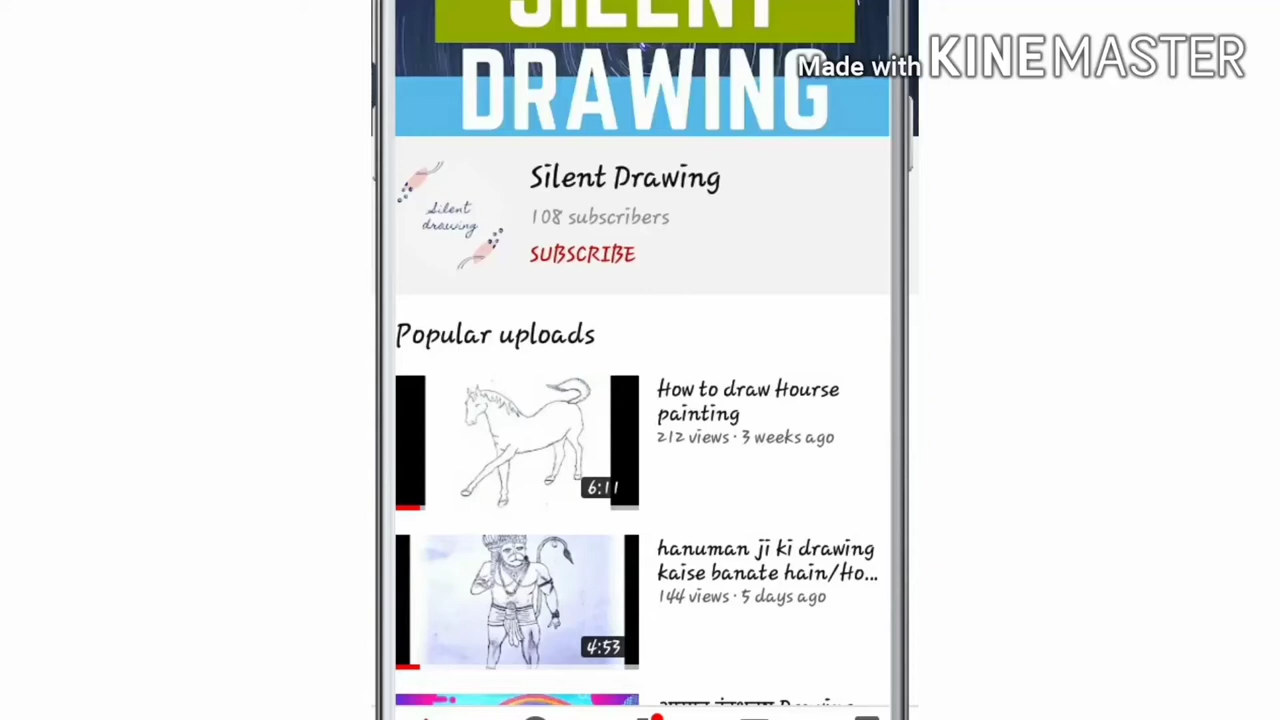 SILENT
Made with KINEMASTER
DRAWING
Silent Drawing
108 subscribers
SUBSCRIBE
Silent
drawing
Popular uploads
How to draw Hourse
painting
212 views · 3 weeks ago
6:11
hanuman ji ki drawing
kaise banate hain/Ho...
144 views · 5 days ago
4:53